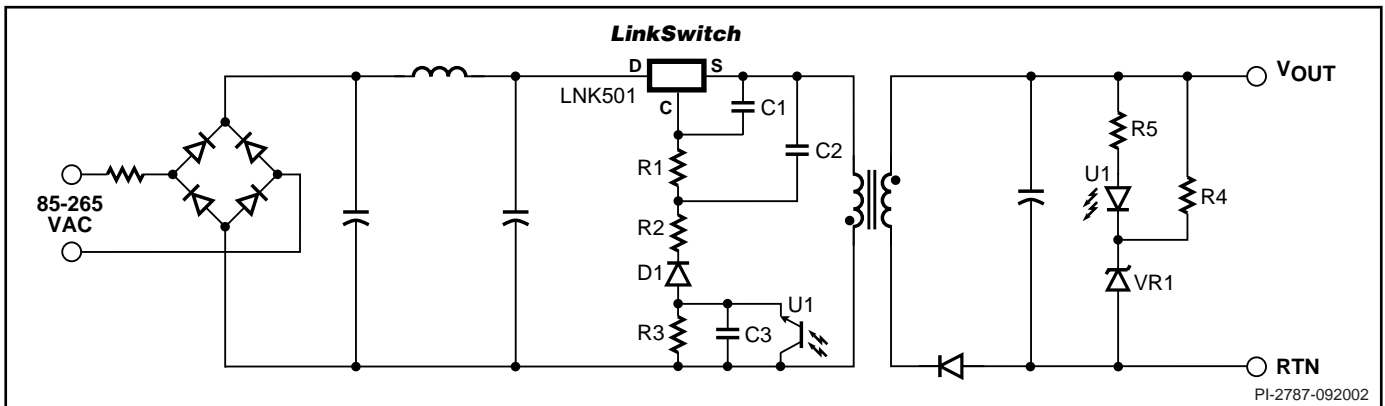 LinkSwitch
D
S
LNK501
C
C1
C2
R1
R2
D1
R3
C3
U1
85-265
VAC
VOUT
R5
U1
R4
VR1
RTN
PI-2787-092002